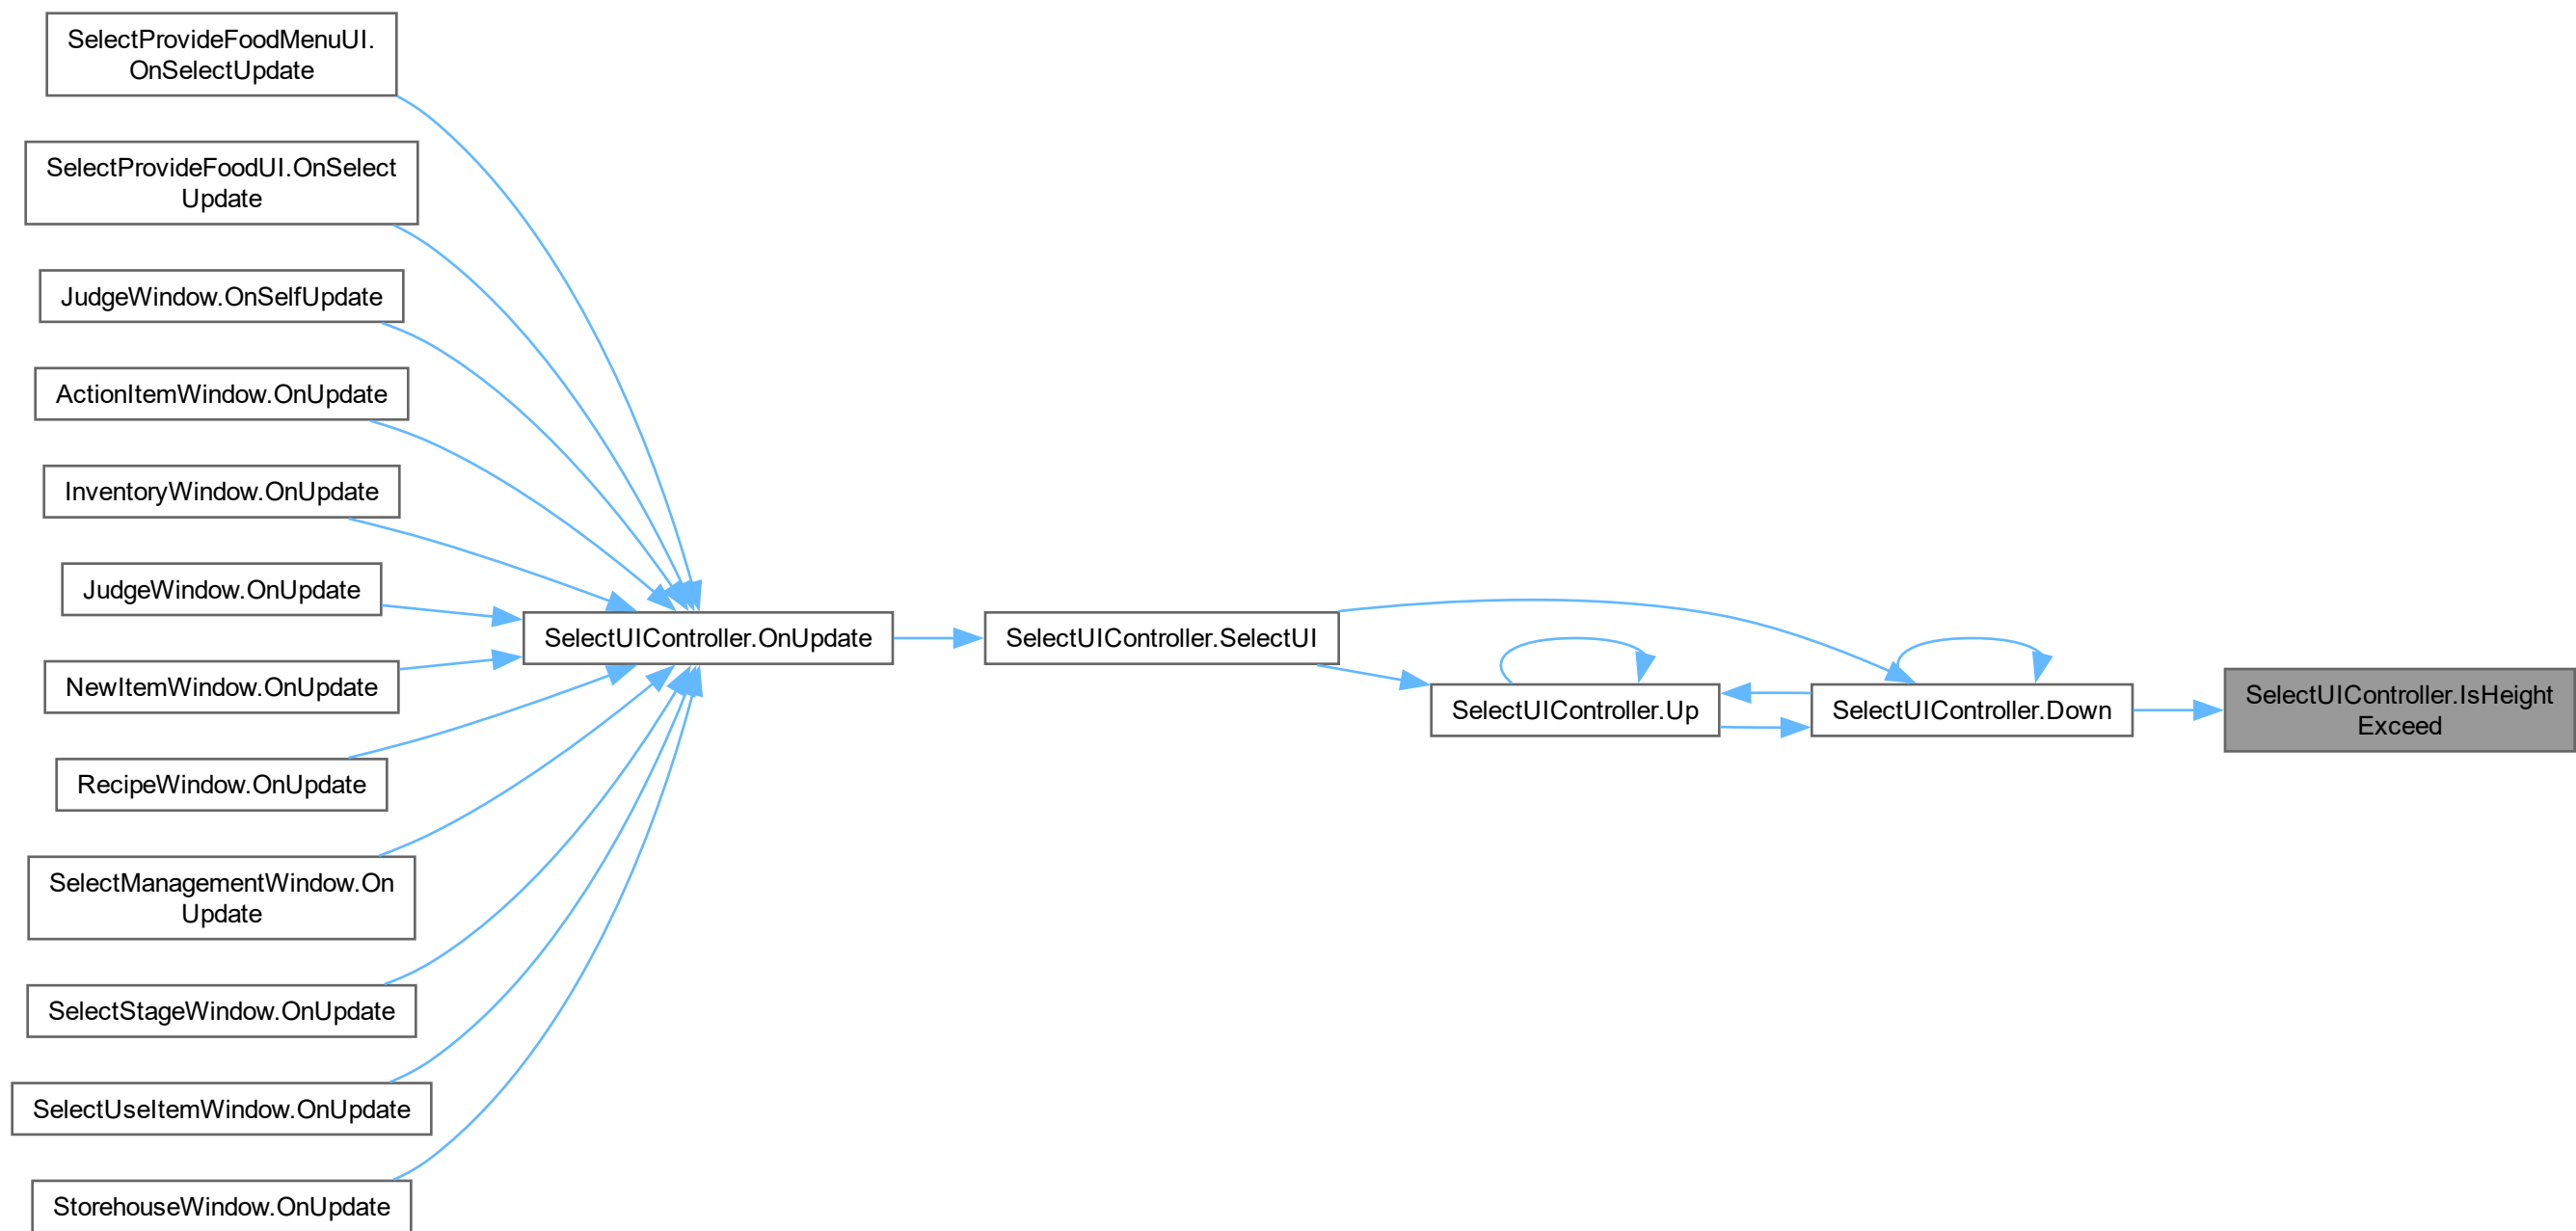 SelectProvideFoodMenuUI.
OnSelectUpdate
SelectProvideFoodUI.OnSelect
Update
JudgeWindow.OnSelfUpdate
ActionItemWindow.OnUpdate
InventoryWindow.OnUpdate
JudgeWindow.OnUpdate
NewItemWindow.OnUpdate
RecipeWindow.OnUpdate
SelectManagementWindow.On
Update
SelectStageWindow.OnUpdate
SelectUseItemWindow.OnUpdate
StorehouseWindow.OnUpdate
SelectUIController.OnUpdate
SelectUIController.SelectUI
SelectUIController.Up
SelectUIController.Down
SelectUIController.IsHeight
Exceed